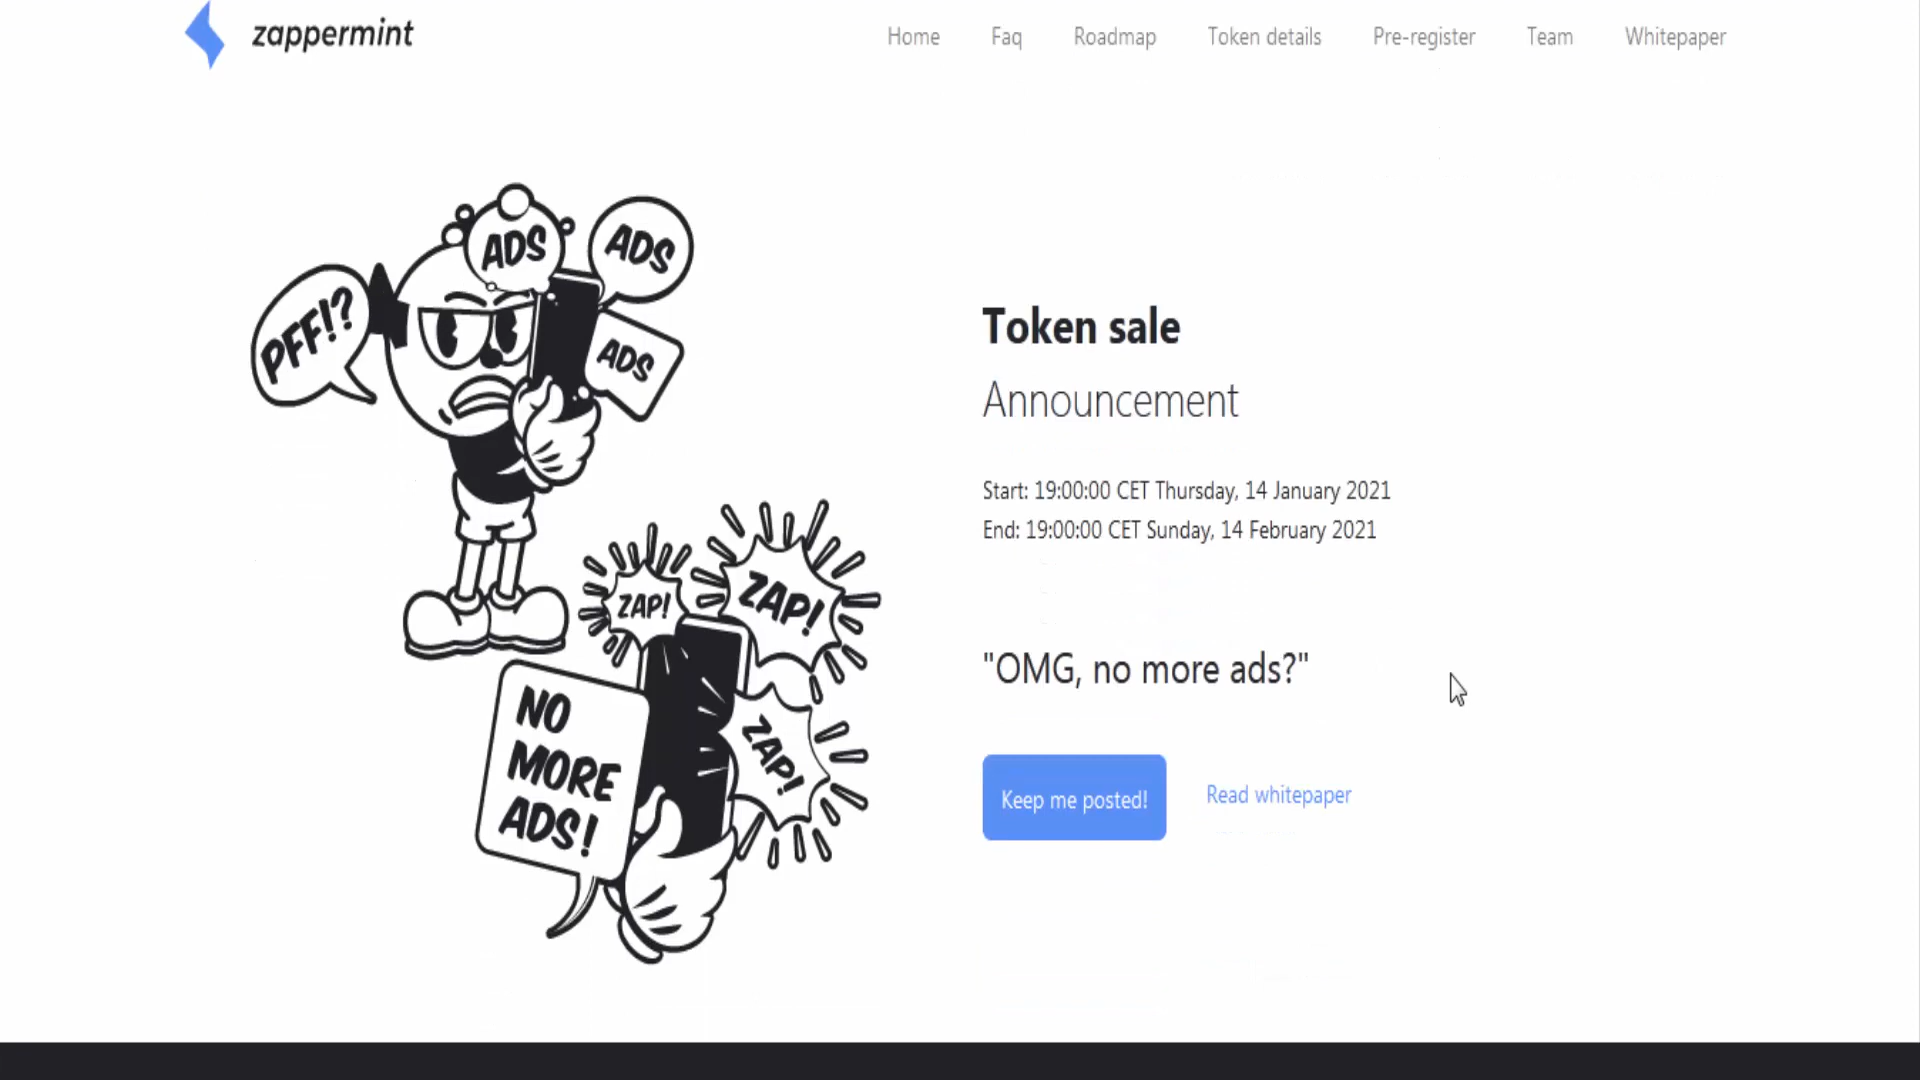 zappermint
Home
Faq
Roadmap
Token details
Pre-register
Team
Whitepaper
ADS
ADS
PFF!?
ADS
Token sale
Announcement
Start: 19:00:00 CET Thursday, 14 January 2021
End: 19:00:00 CET Sunday, 14 February 2021
ZAP!
ZAP!
"OMG, no more ads?"
NO
MORE
ADS!
ZAP!
Keep me posted!
Read whitepaper